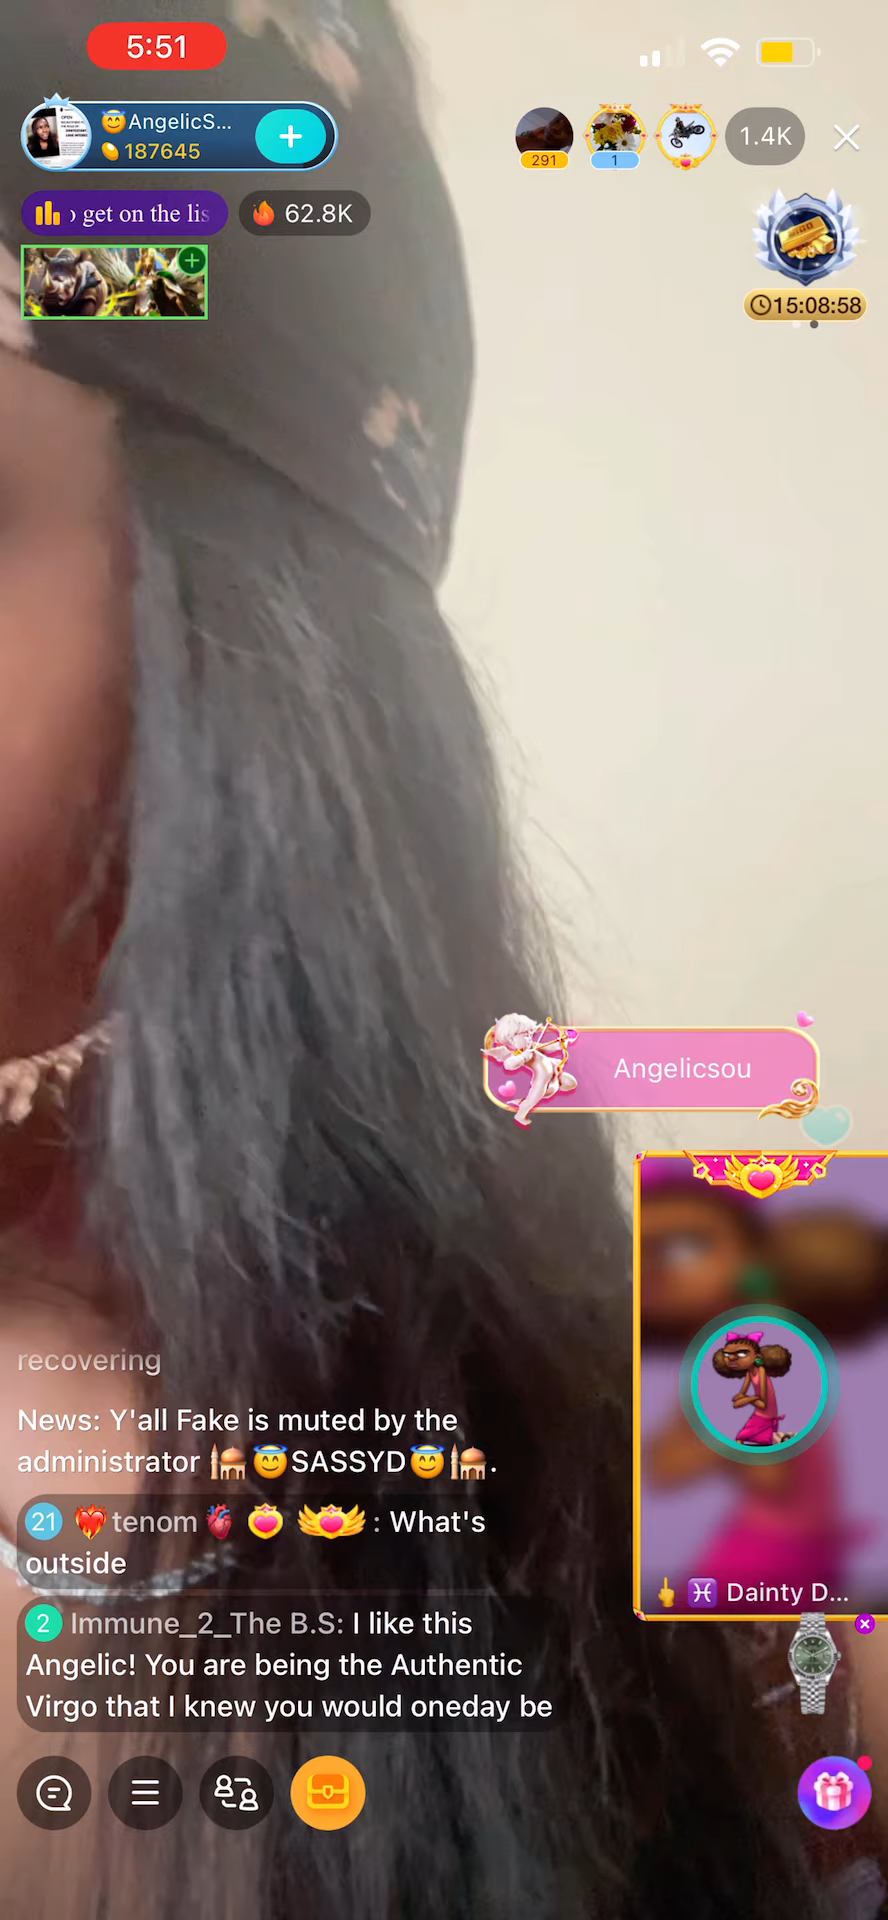 5:51
😇AngelicS...
187645
291
1
1.4K
o get on the lis
62.8K
15:08:58
Angelicsou
recovering
News: Y'all Fake is muted by the
administrator 🕌😇SASSYD😇🕌.
21 ❤️‍🔥tenom🫀 : What's
outside
2 Immune_2_The B.S: I like this
Angelic! You are being the Authentic
Virgo that I knew you would oneday be
🖕♓ Dainty D...